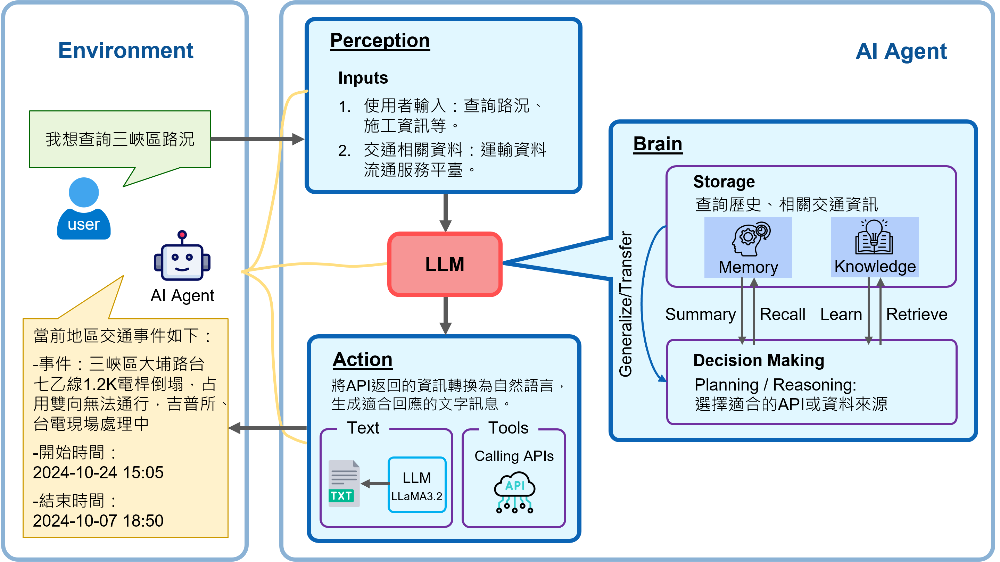 Environment
我想查詢三峽區路況
user
AI Agent
當前地區交通事件如下：
-事件：三峽區大埔路台
七乙線1.2K電桿倒塌，占
用雙向無法通行，吉普所、
台電現場處理中
-開始時間：
2024-10-24 15:05
-結束時間：
2024-10-07 18:50
AI Agent
Perception
Inputs
1. 使用者輸入：查詢路況、
施工資訊等。
2. 交通相關資料：運輸資料
流通服務平臺。
LLM
Action
將API返回的資訊轉換為自然語言，
生成適合回應的文字訊息。
Text
TXT
LLM
LLaMA3.2
Tools
Calling APIs
API
Brain
Storage
查詢歷史、相關交通資訊
Memory
Knowledge
Generalize/Transfer
Summary
Recall
Learn
Retrieve
Decision Making
Planning / Reasoning:
選擇適合的API或資料來源